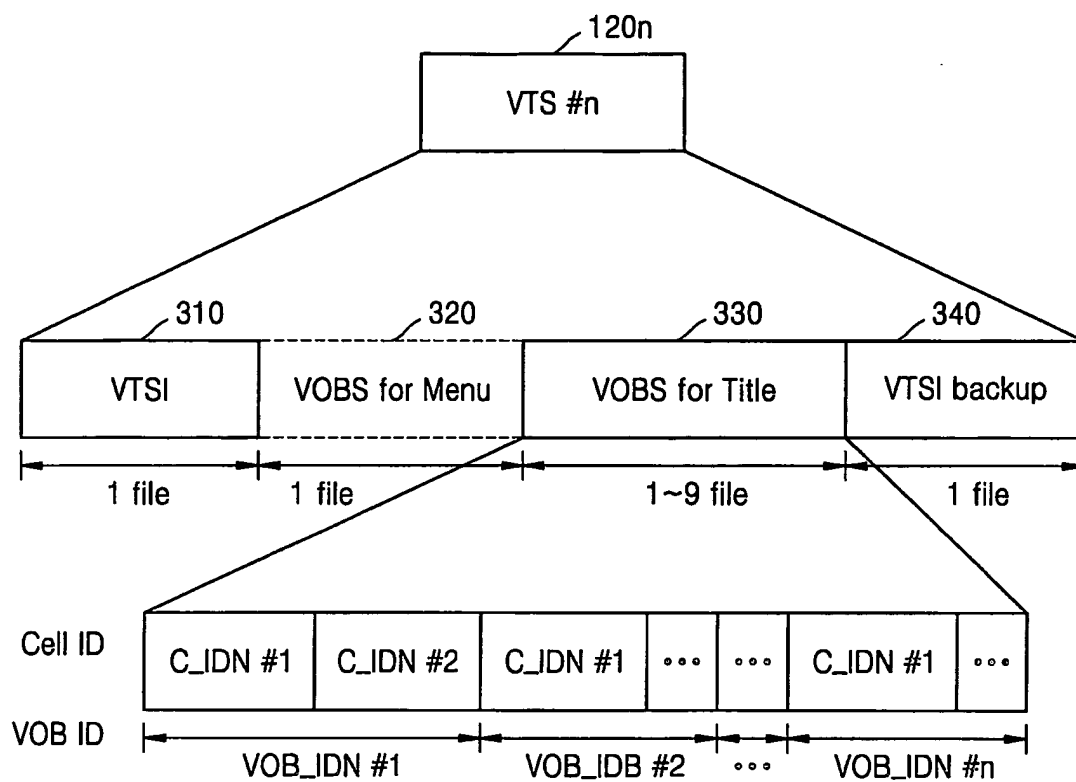 120n
VTS #n
310
320
330
340
VTSI
VOBS for Menu
VOBS for Title
VTSI backup
1 file
1 file
1~9 file
1 file
Cell ID
C_IDN #1
C_IDN #2
C_IDN #1
•••
•••
C_IDN #1
•••
VOB ID
VOB_IDN #1
VOB_IDB #2
•••
VOB_IDN #n